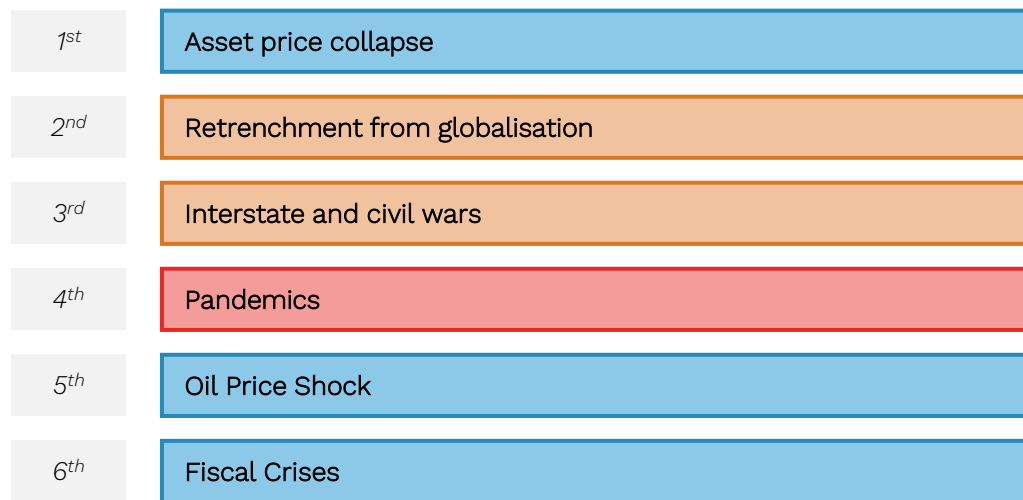 1st Asset price collapse
2nd Retrenchment from globalisation
3rd Interstate and civil wars
4th Pandemics
5th Oil Price Shock
6th Fiscal Crises